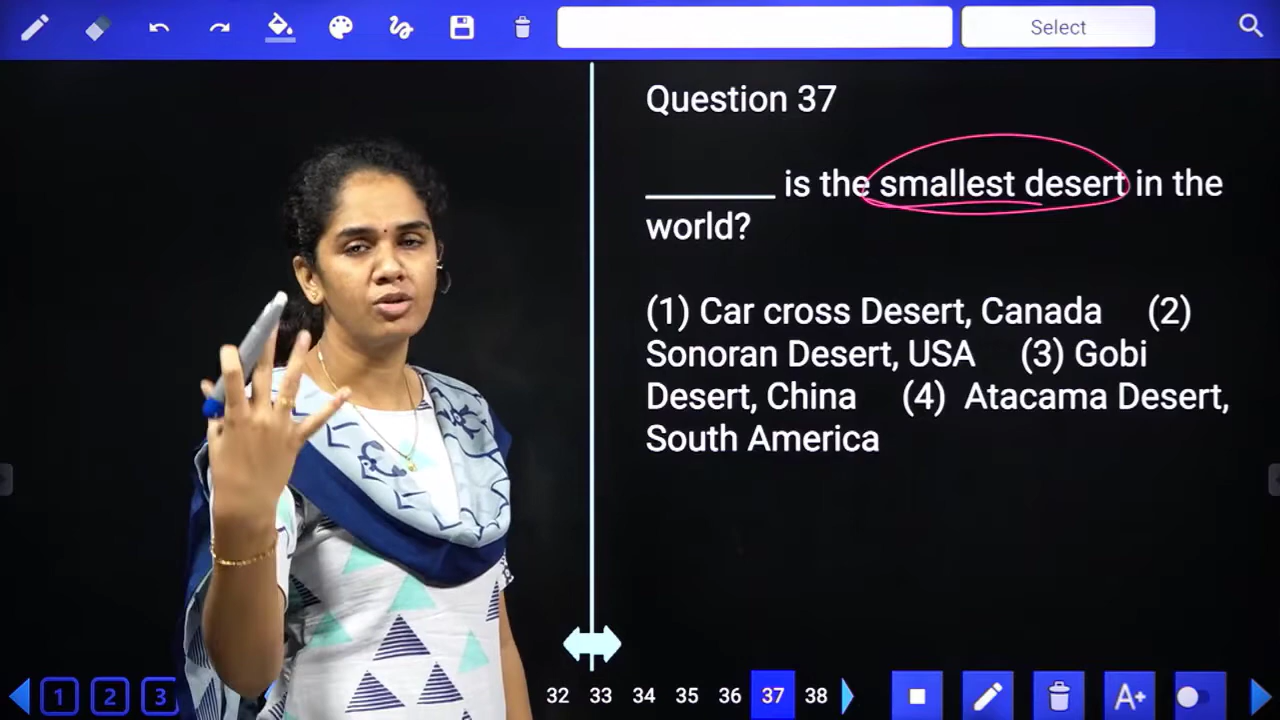 Select
Question 37
_______ is the smallest desert in the
world?
(1) Car cross Desert, Canada (2)
Sonoran Desert, USA (3) Gobi
Desert, China (4) Atacama Desert,
South America
1 2 3 32 33 34 35 36 37 38 A+